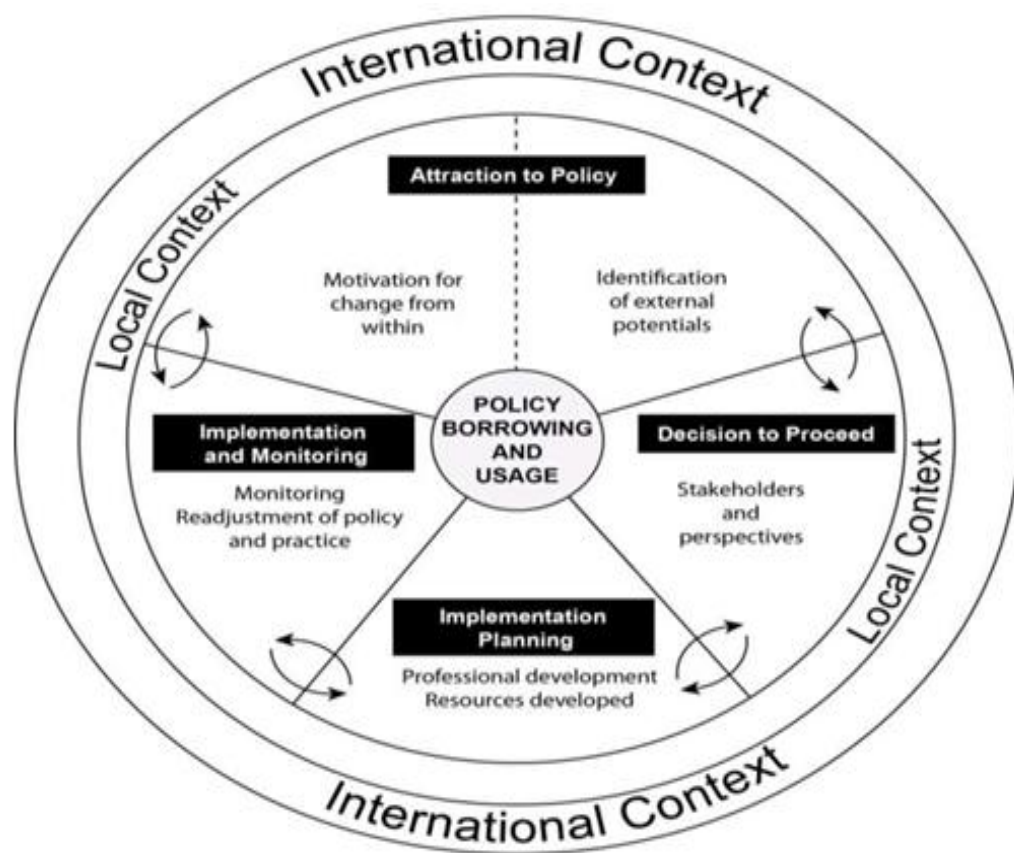 International Context
Local Context
Attraction to Policy
Motivation for
change from
within
Identification
of external
potentials
POLICY
BORROWING
AND
USAGE
Implementation
and Monitoring
Monitoring
Readjustment of policy
and practice
Decision to Proceed
Stakeholders
and
perspectives
Local Context
Implementation
Planning
Professional development
Resources developed
International Context